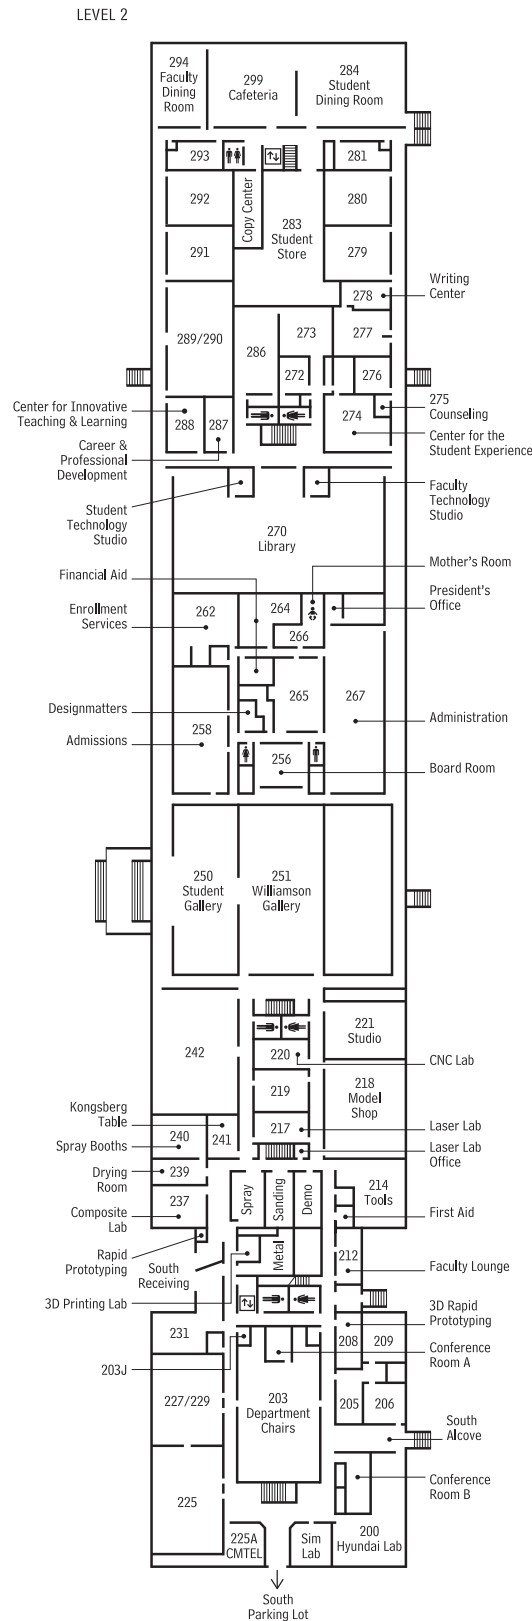 LEVEL 2
294
Faculty
Dining
Room
299
Cafeteria
284
Student
Dining Room
293
281
292
Copy Center
283
Student
Store
280
291
279
Writing
Center
278
289/290
286
273
277
272
276
Center for Innovative
Teaching & Learning
288
287
274
275
Counseling
Center for the
Student Experience
Career &
Professional
Development
Student
Technology
Studio
Faculty
Technology
Studio
270
Library
Financial Aid
Mother's Room
Enrollment
Services
262
264
266
President's
Office
265
267
Designmatters
Admissions
258
Administration
256
Board Room
250
Student
Gallery
251
Williamson
Gallery
242
221
Studio
220
CNC Lab
219
218
Model
Shop
Kongsberg
Table
217
Laser Lab
Spray Booths
240
241
Laser Lab
Office
Drying
Room
239
Spray
Sanding
Demo
214
Tools
Composite
Lab
237
First Aid
Rapid
Prototyping
South
Receiving
Metal
212
Faculty Lounge
3D Printing Lab
3D Rapid
Prototyping
231
208
209
203J
Conference
Room A
227/229
203
Department
Chairs
205
206
South
Alcove
225
Conference
Room B
225A
CMTEL
Sim
Lab
200
Hyundai Lab
South
Parking Lot